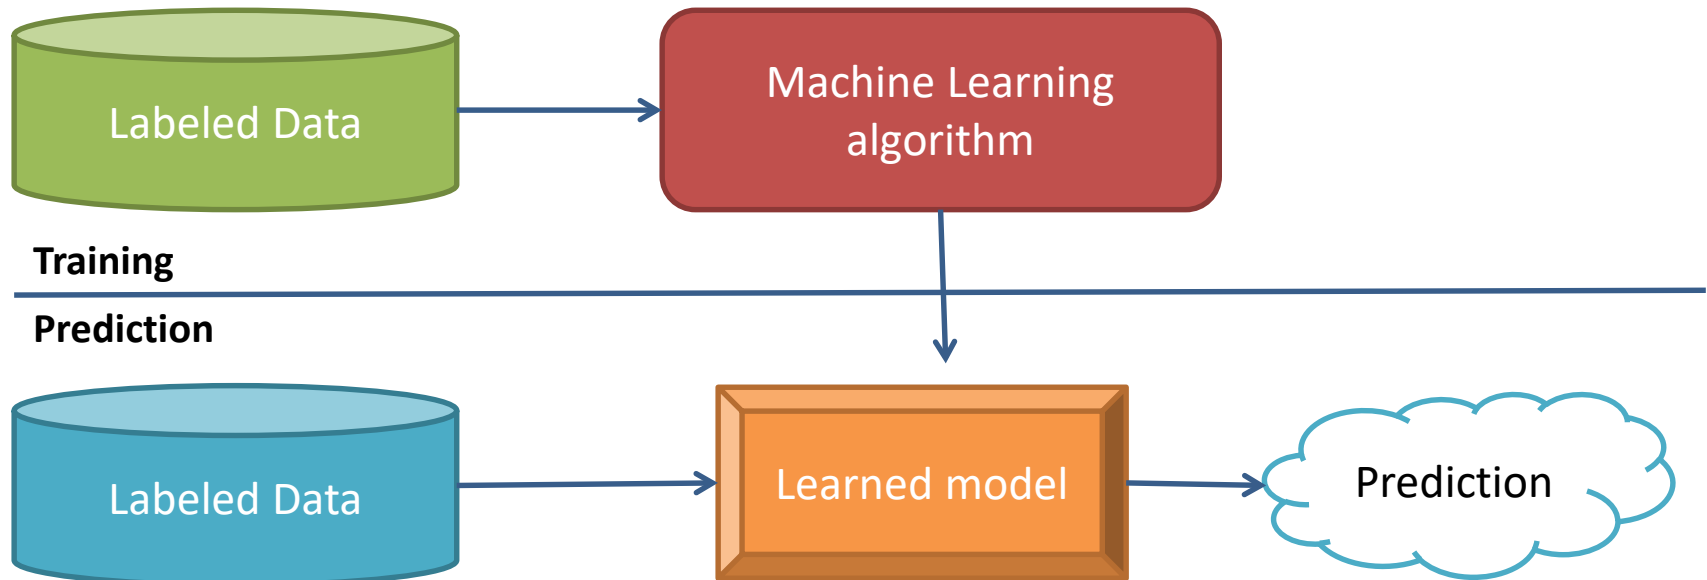 Labeled Data
Machine Learning
algorithm
Training
Prediction
Labeled Data
Learned model
Prediction